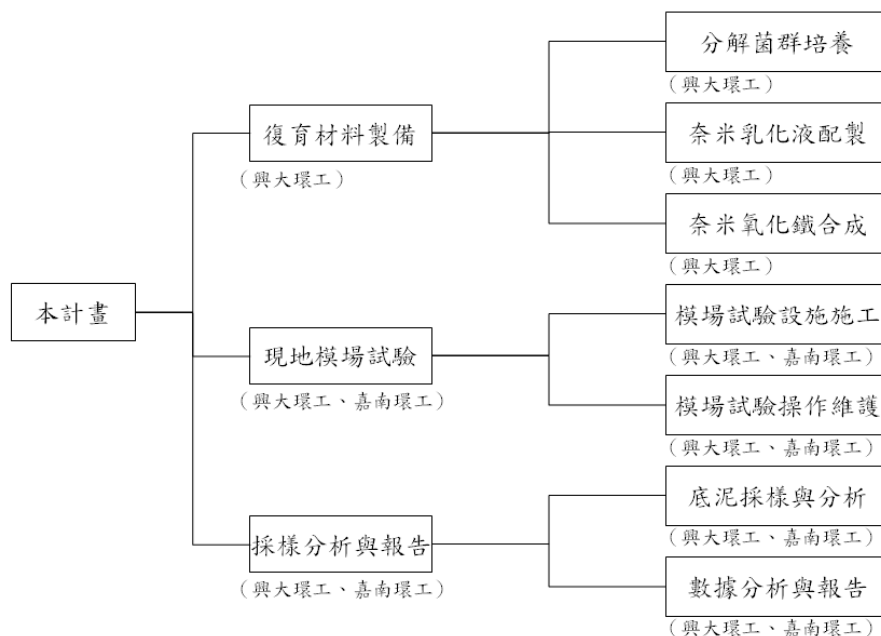 本計畫
復育材料製備
（興大環工）
分解菌群培養
（興大環工）
奈米乳化液配製
（興大環工）
奈米氧化鐵合成
（興大環工）
現地模場試驗
（興大環工、嘉南環工）
模場試驗設施施工
（興大環工、嘉南環工）
模場試驗操作維護
（興大環工、嘉南環工）
採樣分析與報告
（興大環工、嘉南環工）
底泥採樣與分析
（興大環工、嘉南環工）
數據分析與報告
（興大環工、嘉南環工）